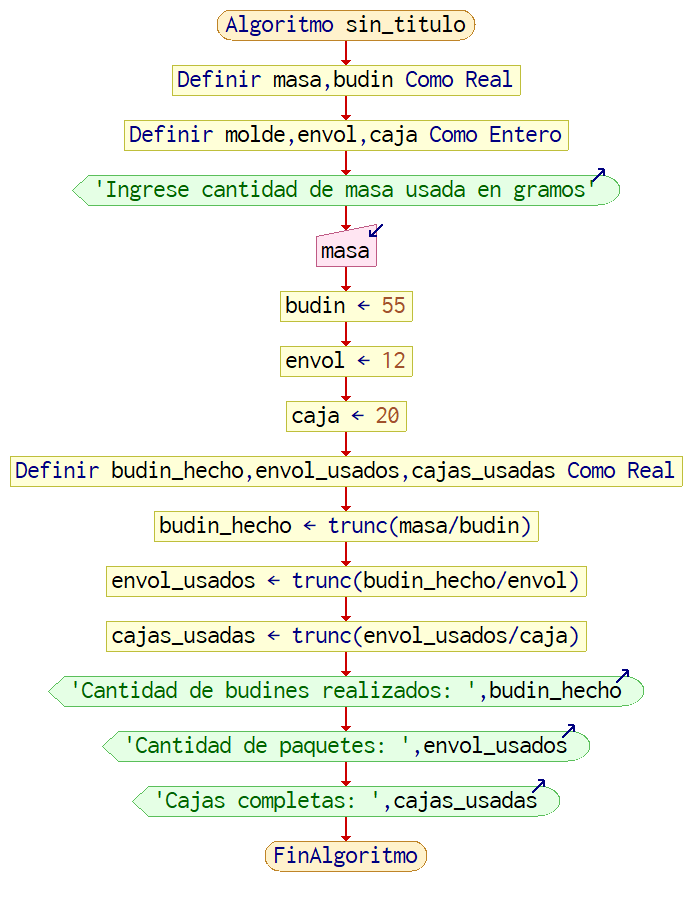 Algoritmo sin_titulo
Definir masa,budin Como Real
Definir molde,envol,caja Como Entero
'Ingrese cantidad de masa usada en gramos'
masa
budin ← 55
envol ← 12
caja ← 20
Definir budin_hecho,envol_usados,cajas_usadas Como Real
budin_hecho ← trunc(masa/budin)
envol_usados ← trunc(budin_hecho/envol)
cajas_usadas ← trunc(envol_usados/caja)
'Cantidad de budines realizados: ',budin_hecho
'Cantidad de paquetes: ',envol_usados
'Cajas completas: ',cajas_usadas
FinAlgoritmo